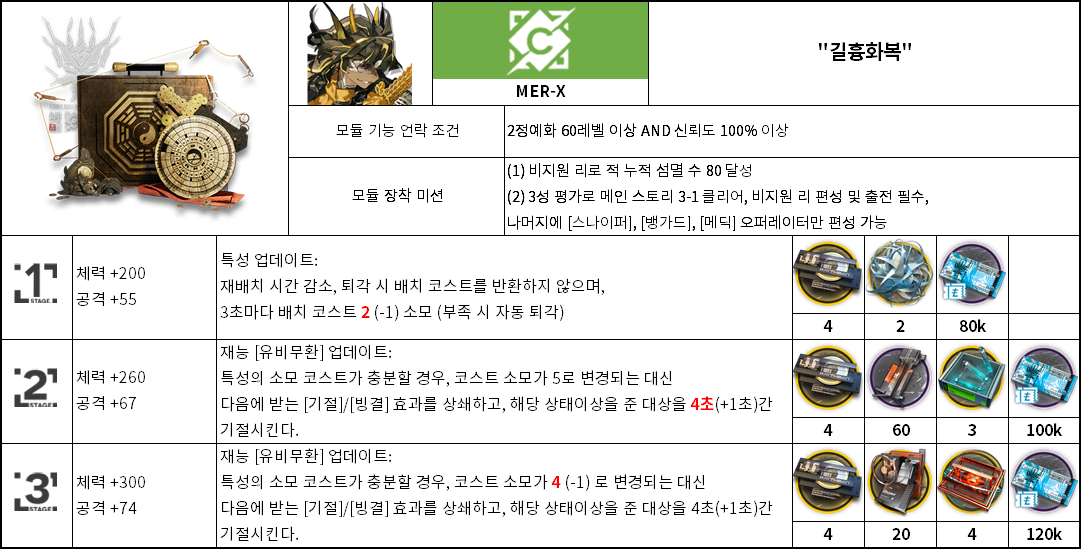 "길흉화복"
MER-X
모듈 기능 언락 조건
2정예화 60레벨 이상 AND 신뢰도 100% 이상
모듈 장착 미션
(1) 비지원 리로 적 누적 섬멸 수 80 달성
(2) 3성 평가로 메인 스토리 3-1 클리어, 비지원 리 편성 및 출전 필수,
나머지에 [스나이퍼], [뱅가드], [메딕] 오퍼레이터만 편성 가능
1
STAGE
체력 +200
공격 +55
특성 업데이트:
재배치 시간 감소, 퇴각 시 배치 코스트를 반환하지 않으며,
3초마다 배치 코스트 2 (-1) 소모 (부족 시 자동 퇴각)
4
2
80k
2
STAGE
체력 +260
공격 +67
재능 [유비무환] 업데이트:
특성의 소모 코스트가 충분할 경우, 코스트 소모가 5로 변경되는 대신
다음에 받는 [기절]/[빙결] 효과를 상쇄하고, 해당 상태이상을 준 대상을 4초(+1초)간
기절시킨다.
4
60
3
100k
3
STAGE
체력 +300
공격 +74
재능 [유비무환] 업데이트:
특성의 소모 코스트가 충분할 경우, 코스트 소모가 4 (-1) 로 변경되는 대신
다음에 받는 [기절]/[빙결] 효과를 상쇄하고, 해당 상태이상을 준 대상을 4초(+1초)간
기절시킨다.
4
20
4
120k